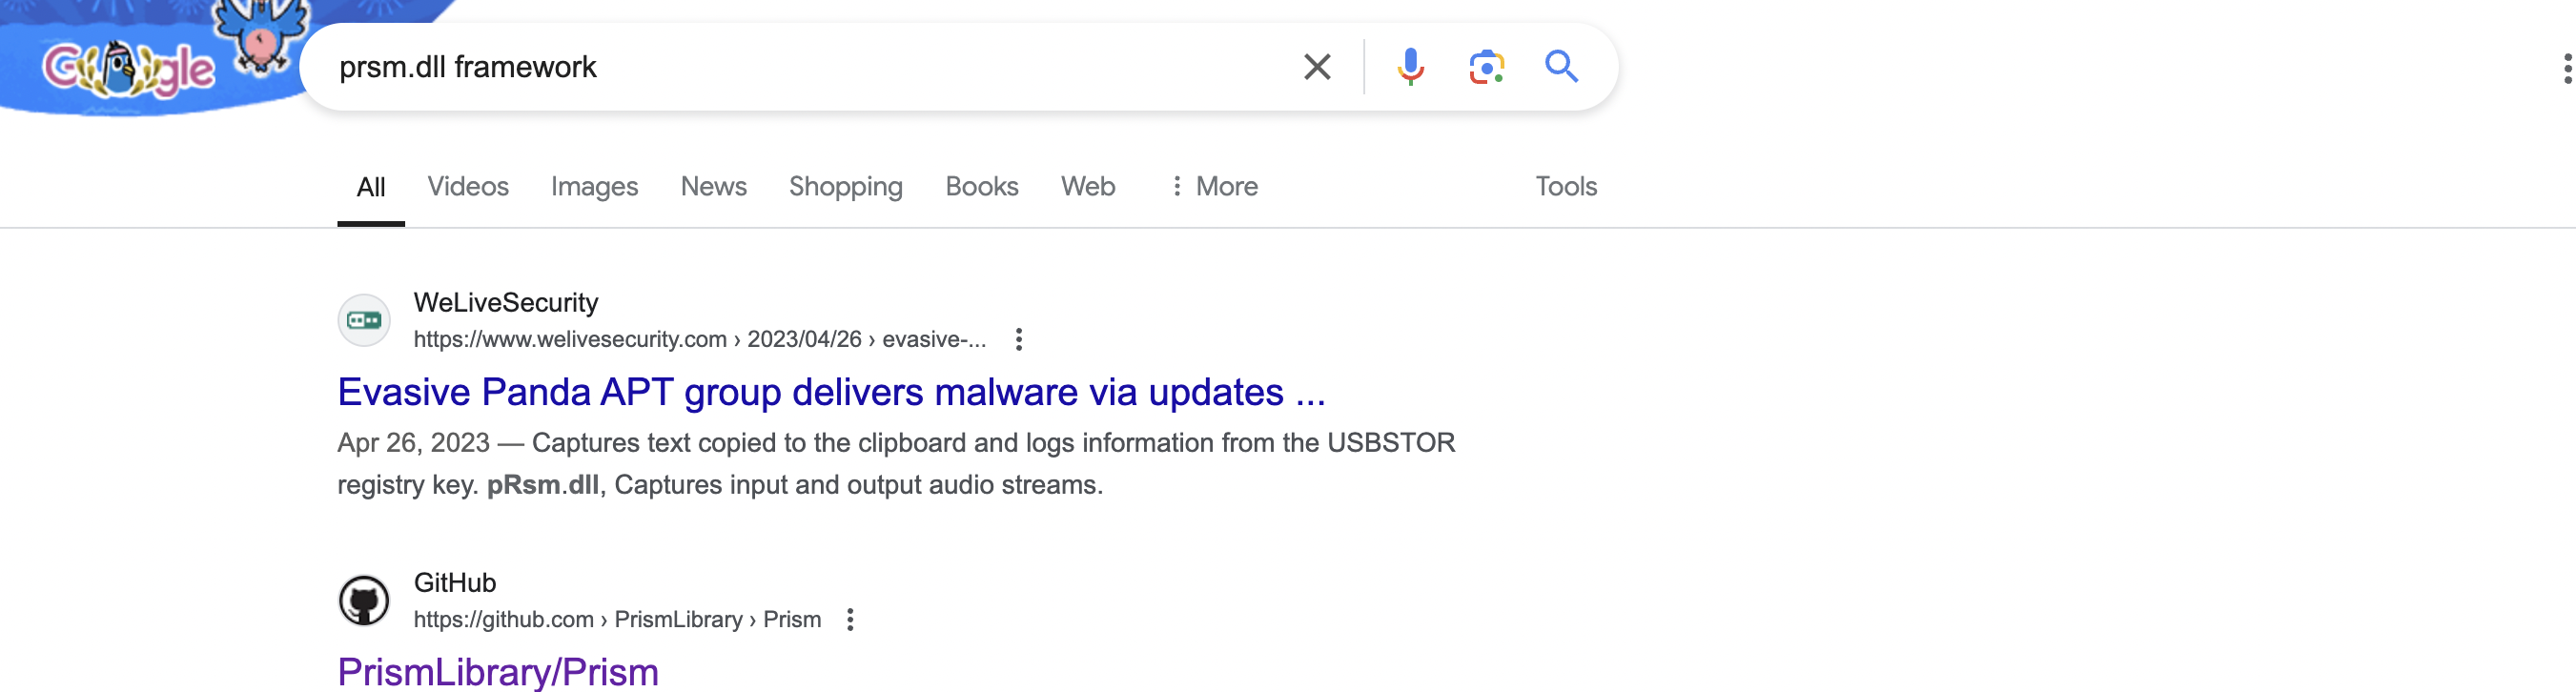 Google
prsm.dll framework
All Videos Images News Shopping Books Web More Tools
WeLiveSecurity
https://www.welivesecurity.com › 2023/04/26 › evasive-...
Evasive Panda APT group delivers malware via updates ...
Apr 26, 2023 — Captures text copied to the clipboard and logs information from the USBSTOR
registry key. pRsm.dll, Captures input and output audio streams.
GitHub
https://github.com › PrismLibrary › Prism
PrismLibrary/Prism